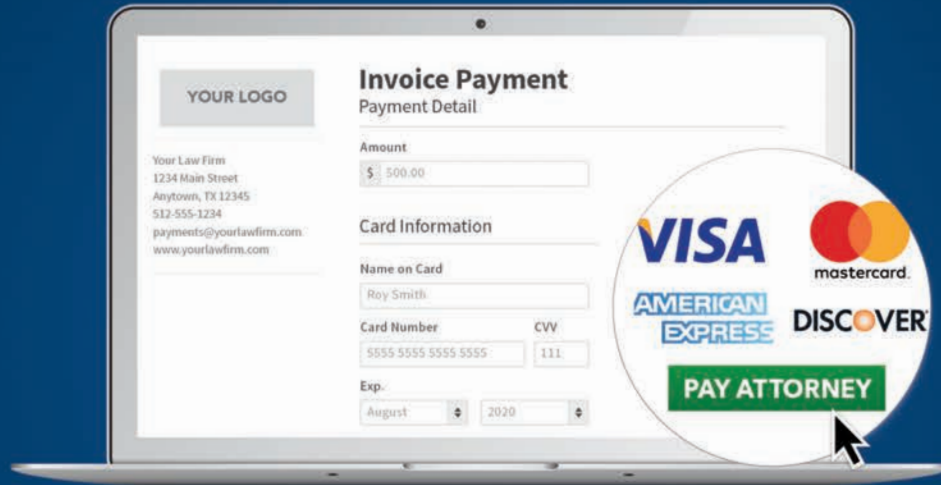 YOUR LOGO
Your Law Firm
1234 Main Street
Anytown, TX 12345
512-555-1234
payments@yourlawfirm.com
www.yourlawfirm.com
Invoice Payment
Payment Detail
Amount
$ 500.00
Card Information
Name on Card
Roy Smith
Card Number CVV
5555 5555 5555 5555 111
Exp.
August 2020
VISA
mastercard.
AMERICAN
EXPRESS
DISCOVER
PAY ATTORNEY